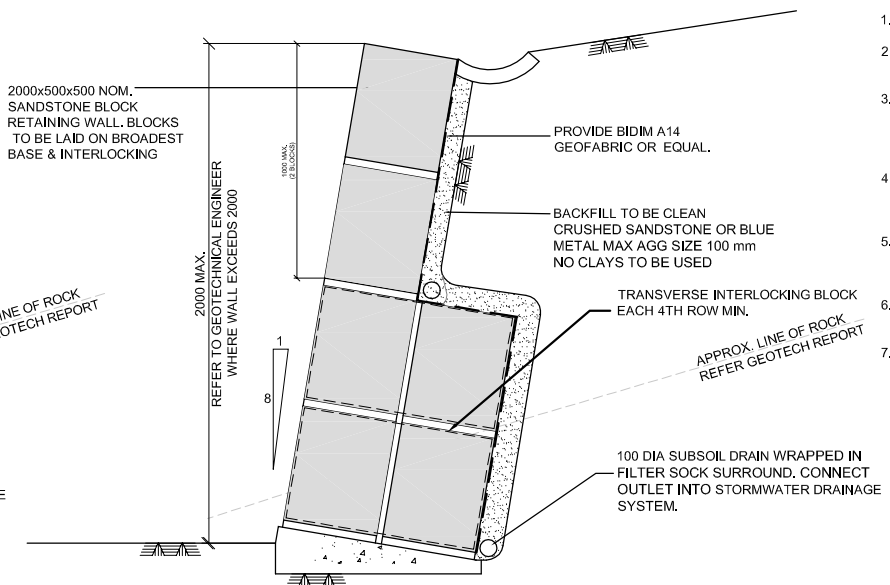 2000x500x500 NOM.
SANDSTONE BLOCK
RETAINING WALL. BLOCKS
TO BE LAID ON BROADEST
BASE & INTERLOCKING
2000 MAX.
REFER TO GEOTECHNICAL ENGINEER
WHERE WALL EXCEEDS 2000
1000 MAX.
(2 BLOCKS)
PROVIDE BIDIM A14
GEOFABRIC OR EQUAL.
BACKFILL TO BE CLEAN
CRUSHED SANDSTONE OR BLUE
METAL MAX AGG SIZE 100 mm
NO CLAYS TO BE USED
TRANSVERSE INTERLOCKING BLOCK
EACH 4TH ROW MIN.
LINE OF ROCK
GEOTECH REPORT
APPROX. LINE OF ROCK
REFER GEOTECH REPORT
1
8
100 DIA SUBSOIL DRAIN WRAPPED IN
FILTER SOCK SURROUND. CONNECT
OUTLET INTO STORMWATER DRAINAGE
SYSTEM.
E
1.
2
3.
4
5.
6.
7.